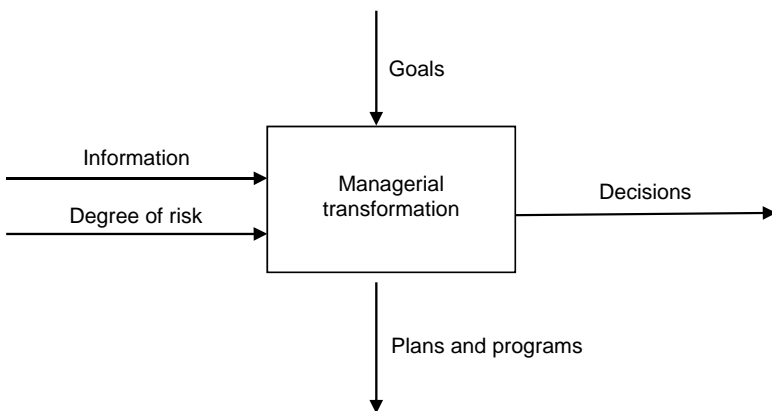 Goals
Information
Managerial
transformation
Degree of risk
Decisions
Plans and programs